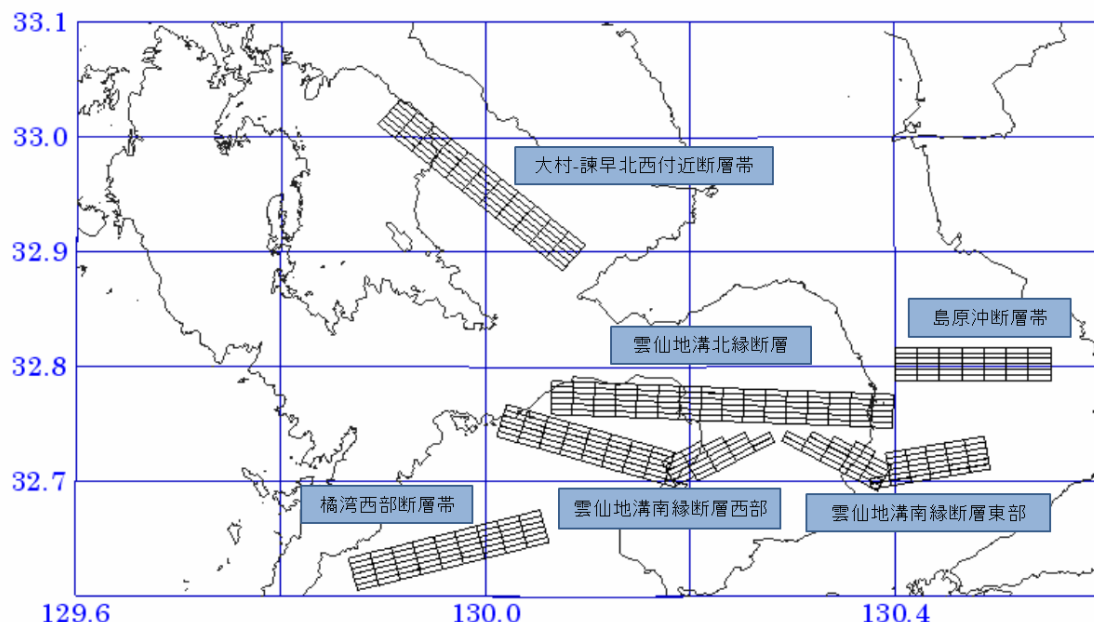 33.1
33.0
大村-諫早北西付近断層帯
32.9
島原沖断層帯
雲仙地溝北縁断層
32.8
32.7
橘湾西部断層帯
雲仙地溝南縁断層西部
雲仙地溝南縁断層東部
129.6
130.0
130.4